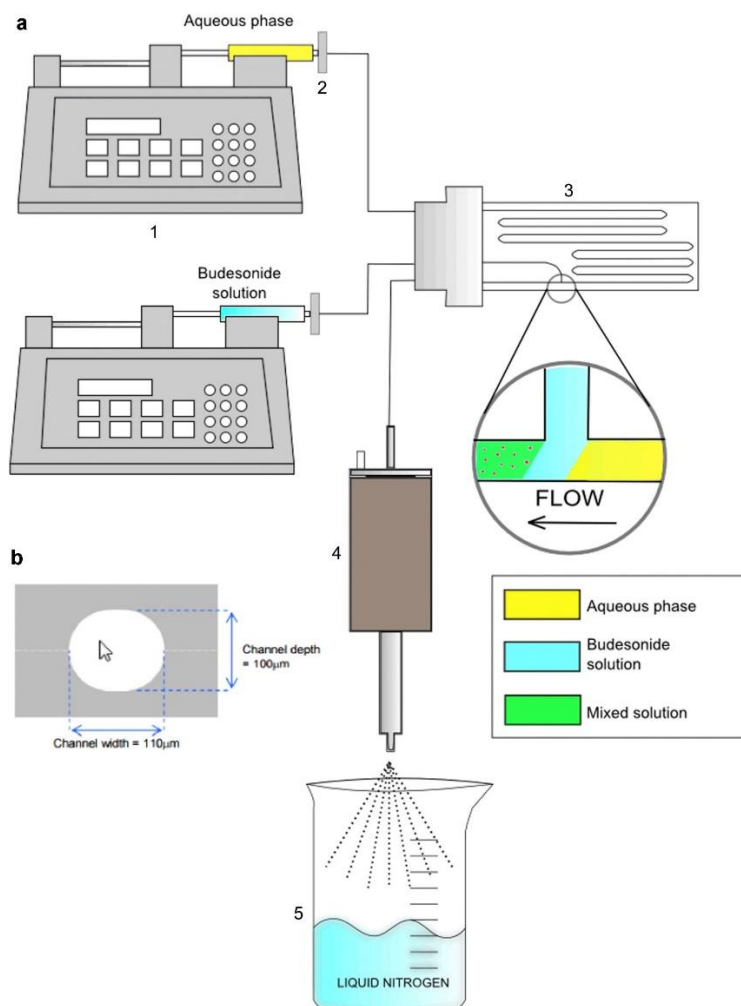 a
Aqueous phase
2
1
3
Budesonide
solution
FLOW
4
b
Channel depth
= 100µm
Channel width = 110µm
Aqueous phase
Budesonide
solution
Mixed solution
5
LIQUID NITROGEN